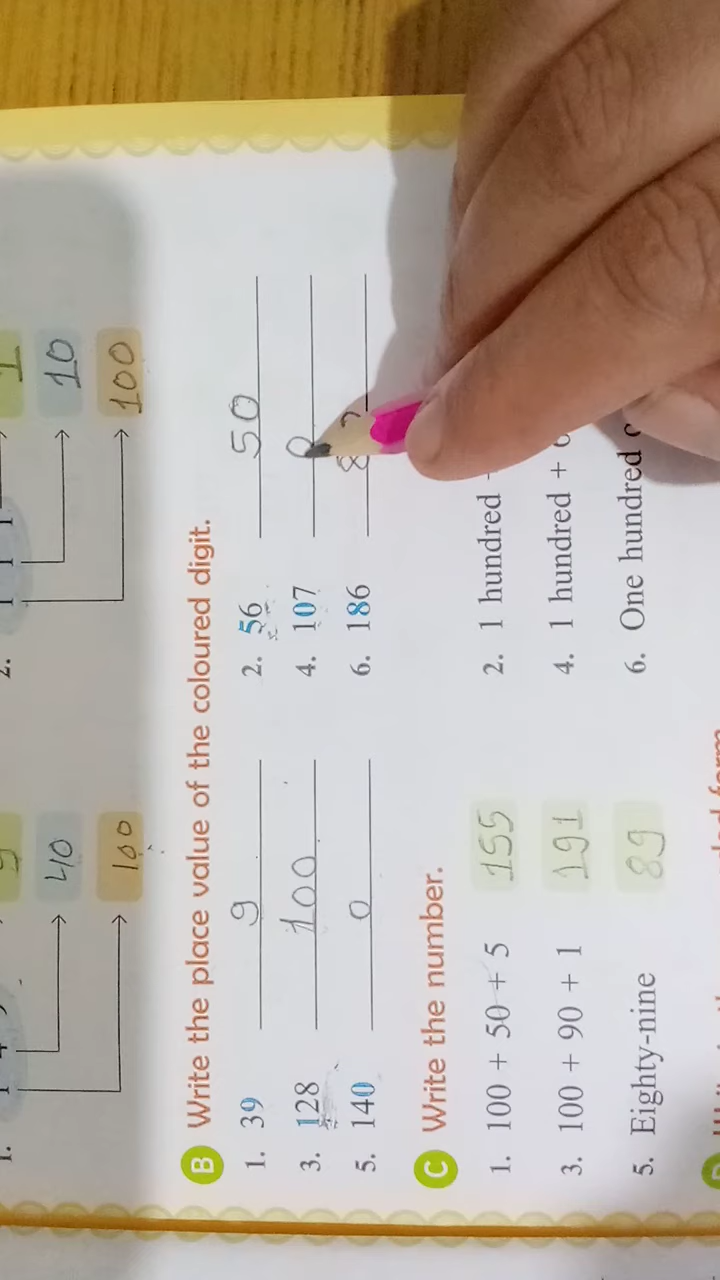 1.
2.
40
10
100
100
B Write the place value of the coloured digit.
1. 39 9 2. 56 50
3. 128 100 4. 107 0
5. 140 0 6. 186 8
C Write the number.
1. 100 + 50 + 5 155 2. 1 hundred
3. 100 + 90 + 1 191 4. 1 hundred +
5. Eighty-nine 89 6. One hundred